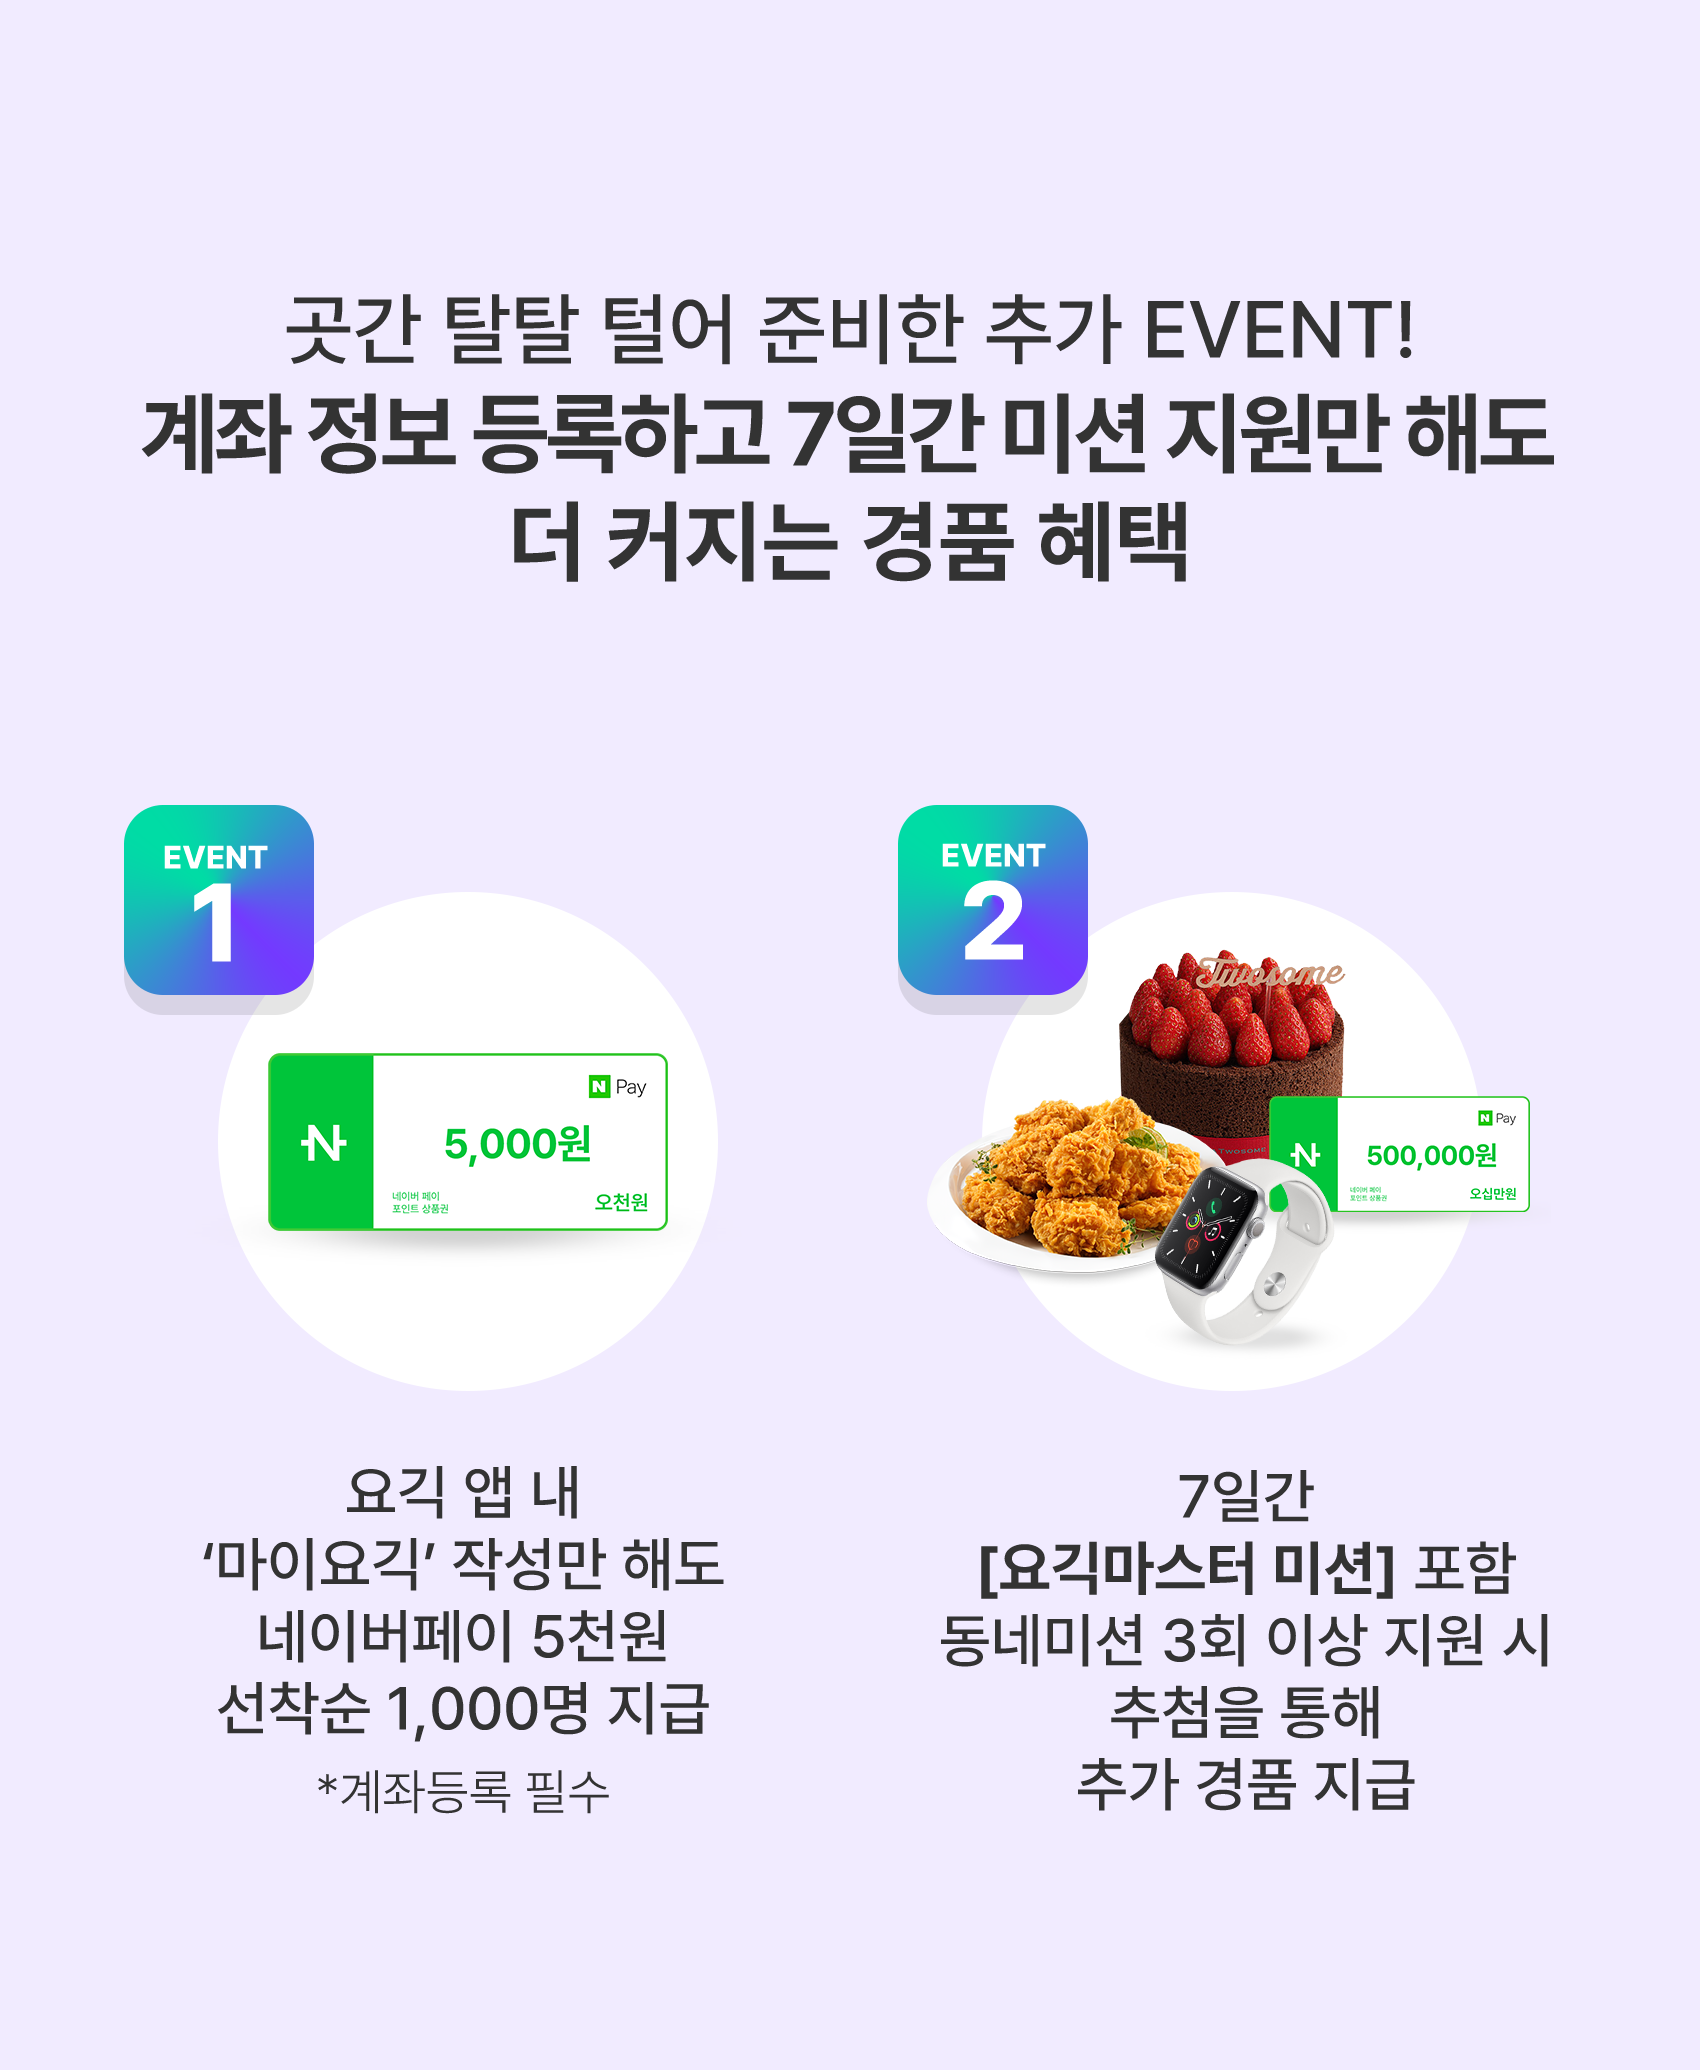 곳간 탈탈 털어 준비한 추가 EVENT!
계좌 정보 등록하고 7일간 미션 지원만 해도
더 커지는 경품 혜택
EVENT
1
N Pay
N
5,000원
네이버 페이
포인트 상품권
오천원
요긱 앱 내
‘마이요긱’ 작성만 해도
네이버페이 5천원
선착순 1,000명 지급
*계좌등록 필수
EVENT
2
Twosome
TWOSOME
N Pay
N
500,000원
네이버 페이
포인트 상품권
오십만원
7일간
[요긱마스터 미션] 포함
동네미션 3회 이상 지원 시
추첨을 통해
추가 경품 지급